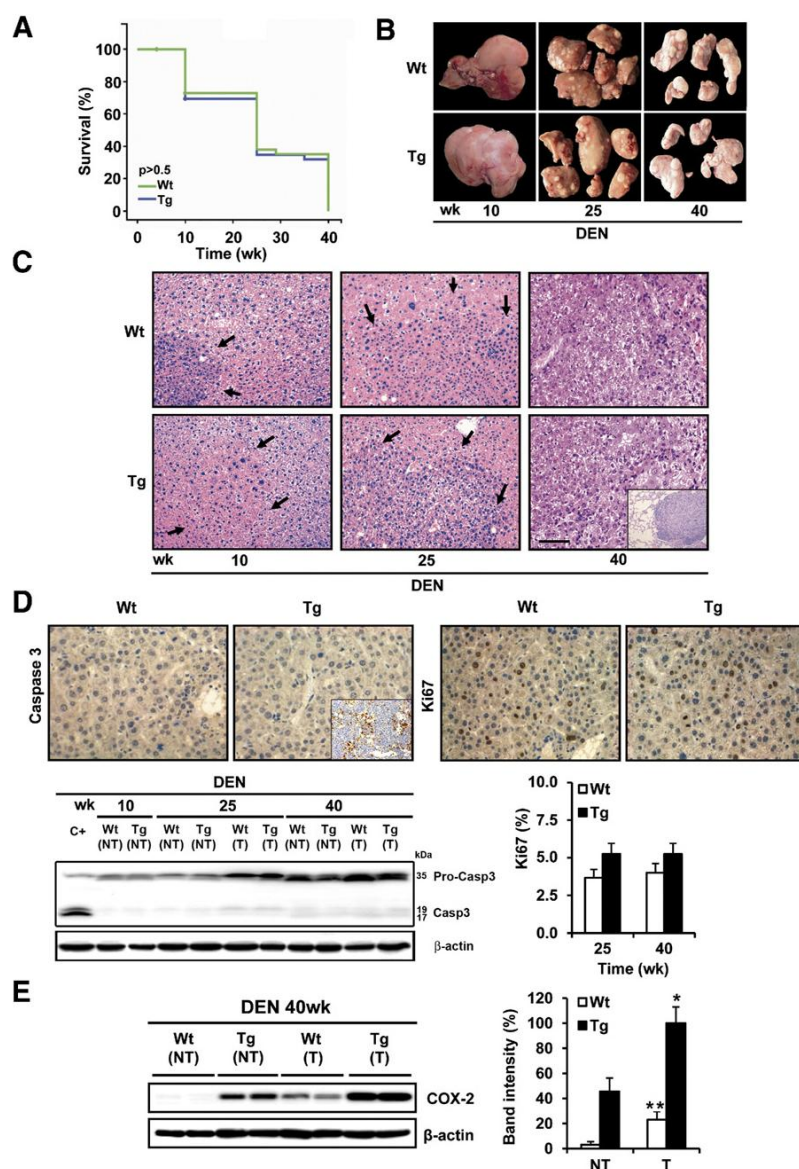 A
Survival (%)
100
80
60
40
20
0
p>0.5
Wt
Tg
0 10 20 30 40
Time (wk)
B
Wt
Tg
wk 10 25 40
DEN
C
Wt
Tg
wk 10 25 40
DEN
D
Wt Tg
Caspase 3
Wt Tg
Ki67
DEN
wk 10 25 40
C+ Wt (NT) Tg (NT) Wt (NT) Tg (NT) Wt (T) Tg (T) Wt (NT) Tg (NT) Wt (T) Tg (T)
kDa
35 Pro-Casp3
19
17 Casp3
β-actin
Ki67 (%)
10.0
7.5
5.0
2.5
0.0
Wt
Tg
25 40
Time (wk)
E
DEN 40wk
Wt (NT) Tg (NT) Wt (T) Tg (T)
COX-2
β-actin
Band intensity (%)
120
100
80
60
40
20
0
Wt
Tg
*
**
NT T